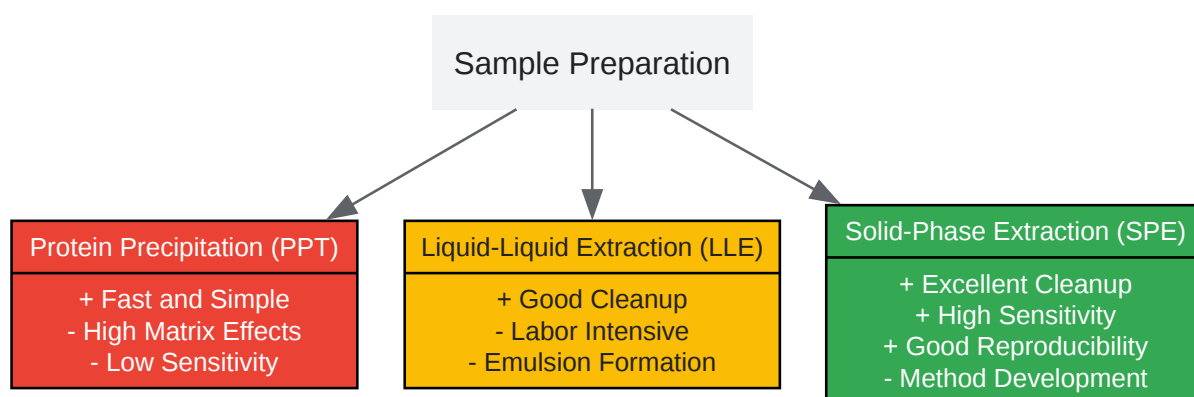 Sample Preparation
Protein Precipitation (PPT)
+ Fast and Simple
- High Matrix Effects
- Low Sensitivity
Liquid-Liquid Extraction (LLE)
+ Good Cleanup
- Labor Intensive
- Emulsion Formation
Solid-Phase Extraction (SPE)
+ Excellent Cleanup
+ High Sensitivity
+ Good Reproducibility
- Method Development